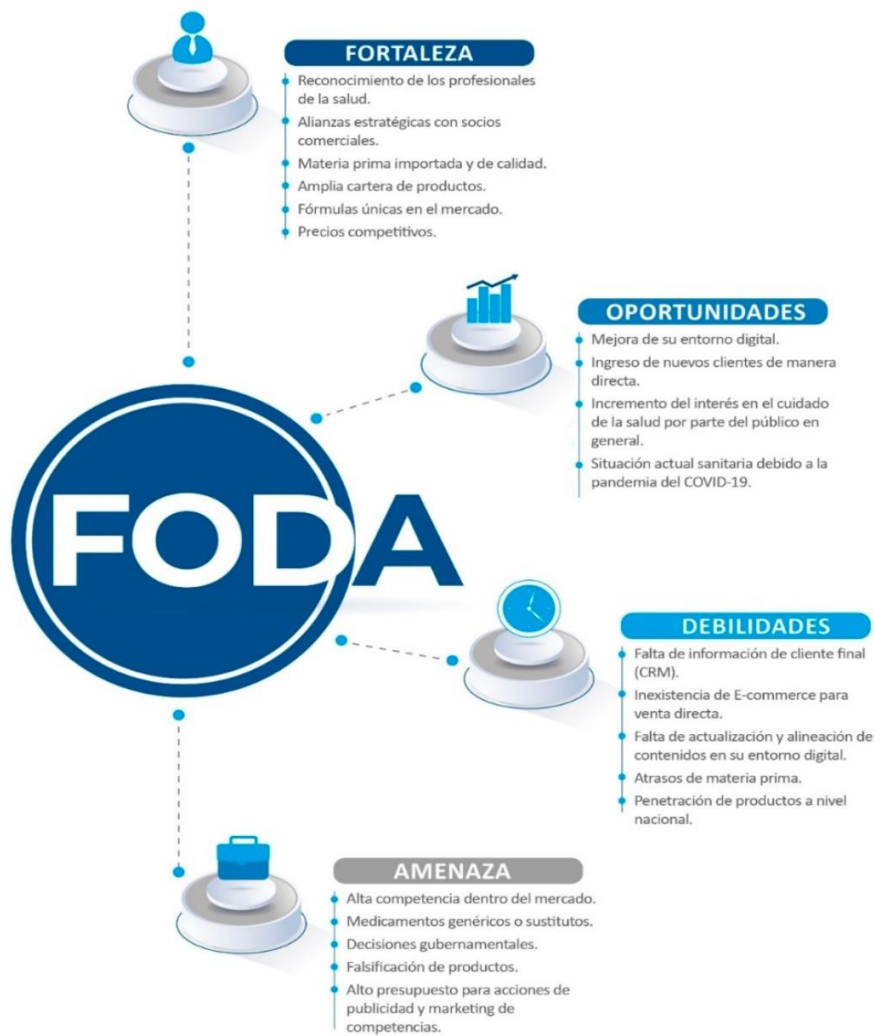 FORTALEZA
Reconocimiento de los profesionales
de la salud.
Alianzas estratégicas con socios
comerciales.
Materia prima importada y de calidad.
Amplia cartera de productos.
Fórmulas únicas en el mercado.
Precios competitivos.
OPORTUNIDADES
Mejora de su entorno digital.
Ingreso de nuevos clientes de manera
directa.
Incremento del interés en el cuidado
de la salud por parte del público en
general.
Situación actual sanitaria debido a la
pandemia del COVID-19.
FODA
DEBILIDADES
Falta de información de cliente final
(CRM).
Inexistencia de E-commerce para
venta directa.
Falta de actualización y alineación de
contenidos en su entorno digital.
Atrasos de materia prima.
Penetración de productos a nivel
nacional.
AMENAZA
Alta competencia dentro del mercado.
Medicamentos genéricos o sustitutos.
Decisiones gubernamentales.
Falsificación de productos.
Alto presupuesto para acciones de
publicidad y marketing de
competencias.